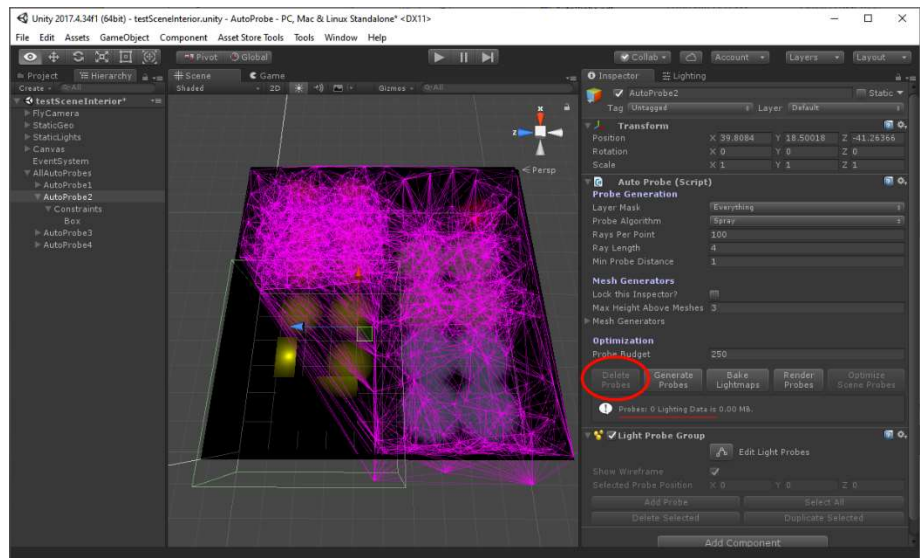 Unity 2017.4.34f1 (64bit) - testSceneInterior.unity - AutoProbe - PC, Mac & Linux Standalone* <DX11>
File Edit Assets GameObject Component Asset Store Tools Tools Window Help
Pivot Global Collab Account Layers Layout
Project Hierarchy
Create All
testSceneInterior*
FlyCamera
StaticGeo
StaticLights
Canvas
EventSystem
AllAutoProbes
AutoProbe1
AutoProbe2
Constraints
Box
AutoProbe3
AutoProbe4
Scene Game
Shaded 2D Gizmos All
x
z
Persp
Inspector Lighting
AutoProbe2 Static
Tag Untagged Layer Default
Transform
Position X 39.8084 Y 18.50018 Z -41.26366
Rotation X 0 Y 0 Z 0
Scale X 1 Y 1 Z 1
Auto Probe (Script)
Probe Generation
Layer Mask Everything
Probe Algorithm Spray
Rays Per Point 100
Ray Length 4
Min Probe Distance 1
Mesh Generators
Lock this Inspector?
Max Height Above Meshes 3
Mesh Generators
Optimization
Probe Budget 250
Delete Probes Generate Probes Bake Lightmaps Render Probes Optimize Scene Probes
Probes: 0 Lighting Data is 0.00 MB.
Light Probe Group
Edit Light Probes
Show Wireframe
Selected Probe Position X 0 Y 0 Z 0
Add Probe Select All
Delete Selected Duplicate Selected
Add Component